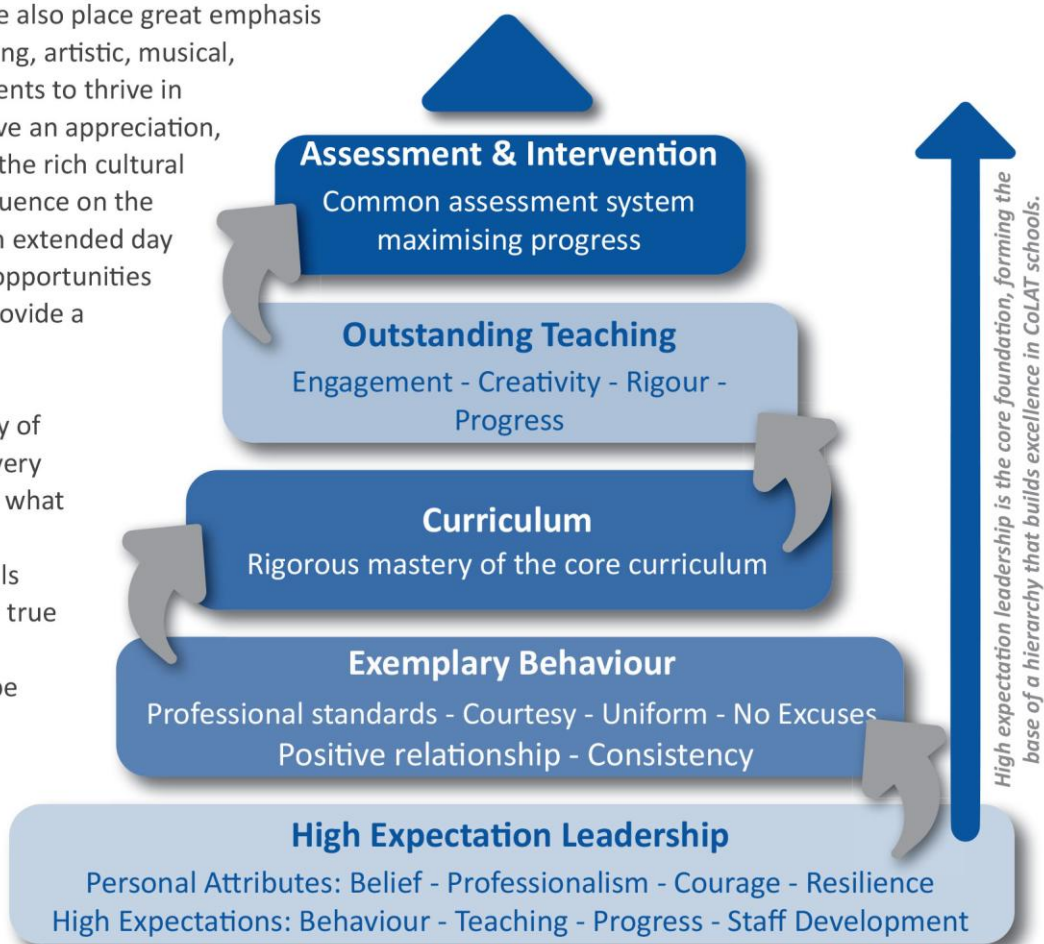 e also place great emphasis
ng, artistic, musical,
ents to thrive in
ve an appreciation,
the rich cultural
uence on the
n extended day
opportunities
ovide a
y of
very
what
ls
true
be
Assessment & Intervention
Common assessment system
maximising progress
Outstanding Teaching
Engagement - Creativity - Rigour -
Progress
Curriculum
Rigorous mastery of the core curriculum
Exemplary Behaviour
Professional standards - Courtesy - Uniform - No Excuses
Positive relationship - Consistency
High Expectation Leadership
Personal Attributes: Belief - Professionalism - Courage - Resilience
High Expectations: Behaviour - Teaching - Progress - Staff Development
High expectation leadership is the core foundation, forming the
base of a hierarchy that builds excellence in CoLAT schools.